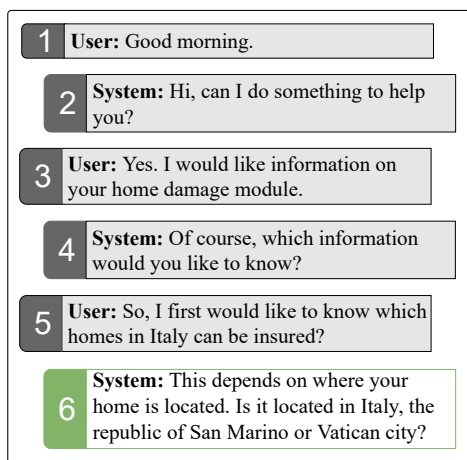 1 User: Good morning.
2 System: Hi, can I do something to help
you?
3 User: Yes. I would like information on
your home damage module.
4 System: Of course, which information
would you like to know?
5 User: So, I first would like to know which
homes in Italy can be insured?
6 System: This depends on where your
home is located. Is it located in Italy, the
republic of San Marino or Vatican city?